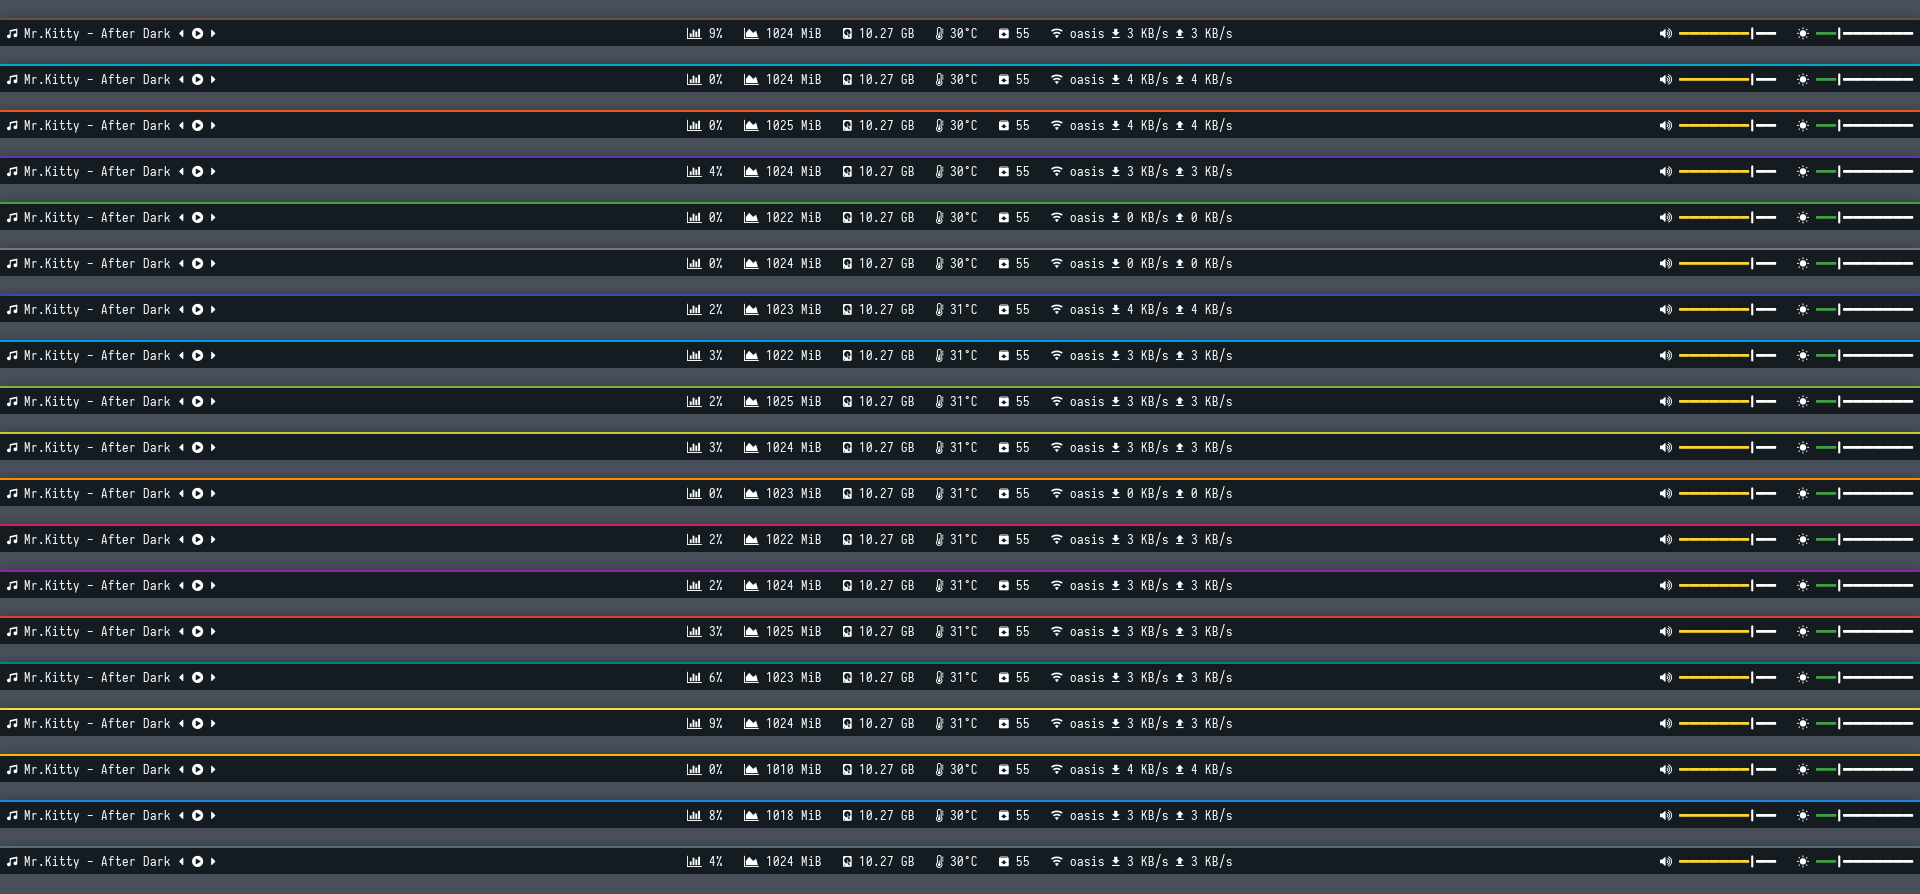 Mr.Kitty - After Dark 9% 1024 MiB 10.27 GB 30°C 55 oasis 3 KB/s 3 KB/s
Mr.Kitty - After Dark 0% 1024 MiB 10.27 GB 30°C 55 oasis 4 KB/s 4 KB/s
Mr.Kitty - After Dark 0% 1025 MiB 10.27 GB 30°C 55 oasis 4 KB/s 4 KB/s
Mr.Kitty - After Dark 4% 1024 MiB 10.27 GB 30°C 55 oasis 3 KB/s 3 KB/s
Mr.Kitty - After Dark 0% 1022 MiB 10.27 GB 30°C 55 oasis 0 KB/s 0 KB/s
Mr.Kitty - After Dark 0% 1024 MiB 10.27 GB 30°C 55 oasis 0 KB/s 0 KB/s
Mr.Kitty - After Dark 2% 1023 MiB 10.27 GB 31°C 55 oasis 4 KB/s 4 KB/s
Mr.Kitty - After Dark 3% 1022 MiB 10.27 GB 31°C 55 oasis 3 KB/s 3 KB/s
Mr.Kitty - After Dark 2% 1025 MiB 10.27 GB 31°C 55 oasis 3 KB/s 3 KB/s
Mr.Kitty - After Dark 3% 1024 MiB 10.27 GB 31°C 55 oasis 3 KB/s 3 KB/s
Mr.Kitty - After Dark 0% 1023 MiB 10.27 GB 31°C 55 oasis 0 KB/s 0 KB/s
Mr.Kitty - After Dark 2% 1022 MiB 10.27 GB 31°C 55 oasis 3 KB/s 3 KB/s
Mr.Kitty - After Dark 2% 1024 MiB 10.27 GB 31°C 55 oasis 3 KB/s 3 KB/s
Mr.Kitty - After Dark 3% 1025 MiB 10.27 GB 31°C 55 oasis 3 KB/s 3 KB/s
Mr.Kitty - After Dark 6% 1023 MiB 10.27 GB 31°C 55 oasis 3 KB/s 3 KB/s
Mr.Kitty - After Dark 9% 1024 MiB 10.27 GB 31°C 55 oasis 3 KB/s 3 KB/s
Mr.Kitty - After Dark 0% 1010 MiB 10.27 GB 30°C 55 oasis 4 KB/s 4 KB/s
Mr.Kitty - After Dark 8% 1018 MiB 10.27 GB 30°C 55 oasis 3 KB/s 3 KB/s
Mr.Kitty - After Dark 4% 1024 MiB 10.27 GB 30°C 55 oasis 3 KB/s 3 KB/s